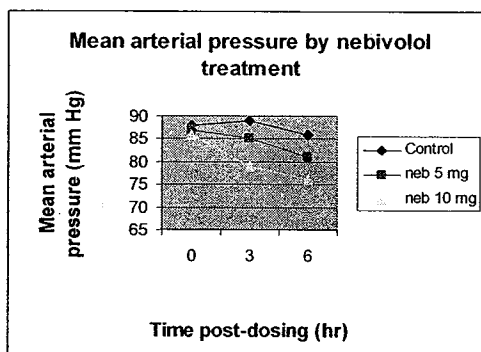 Mean arterial pressure by nebivolol
treatment
Mean arterial
pressure (mm Hg)
90
85
80
75
70
65
0 3 6
Time post-dosing (hr)
Control
neb 5 mg
neb 10 mg